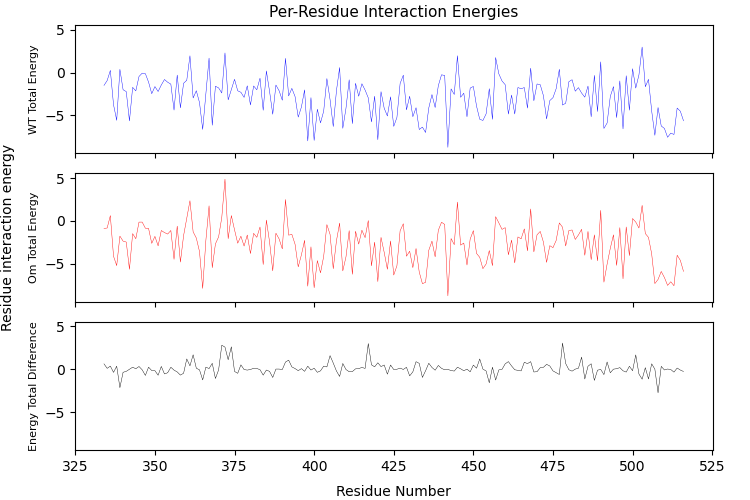 Per-Residue Interaction Energies
Residue interaction energy
WT Total Energy
5
0
−5
Om Total Energy
5
0
−5
Energy Total Difference
5
0
−5
325 350 375 400 425 450 475 500 525
Residue Number